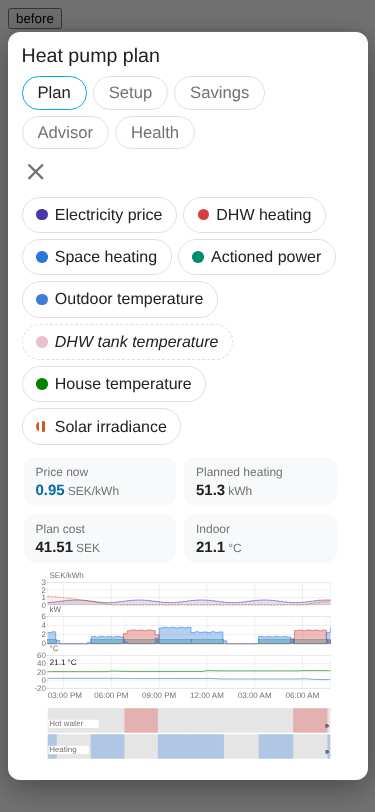 before
Heat pump plan
Plan Setup Savings
Advisor Health
Electricity price DHW heating
Space heating Actioned power
Outdoor temperature
DHW tank temperature
House temperature
Solar irradiance
Price now Planned heating
0.95 SEK/kWh 51.3 kWh
Plan cost Indoor
41.51 SEK 21.1 °C
SEK/kWh
3
2
1
0
kW
6
4
2
0
°C
60
40
20
0
-20
21.1 °C
03:00 PM 06:00 PM 09:00 PM 12:00 AM 03:00 AM 06:00 AM
Hot water
Heating